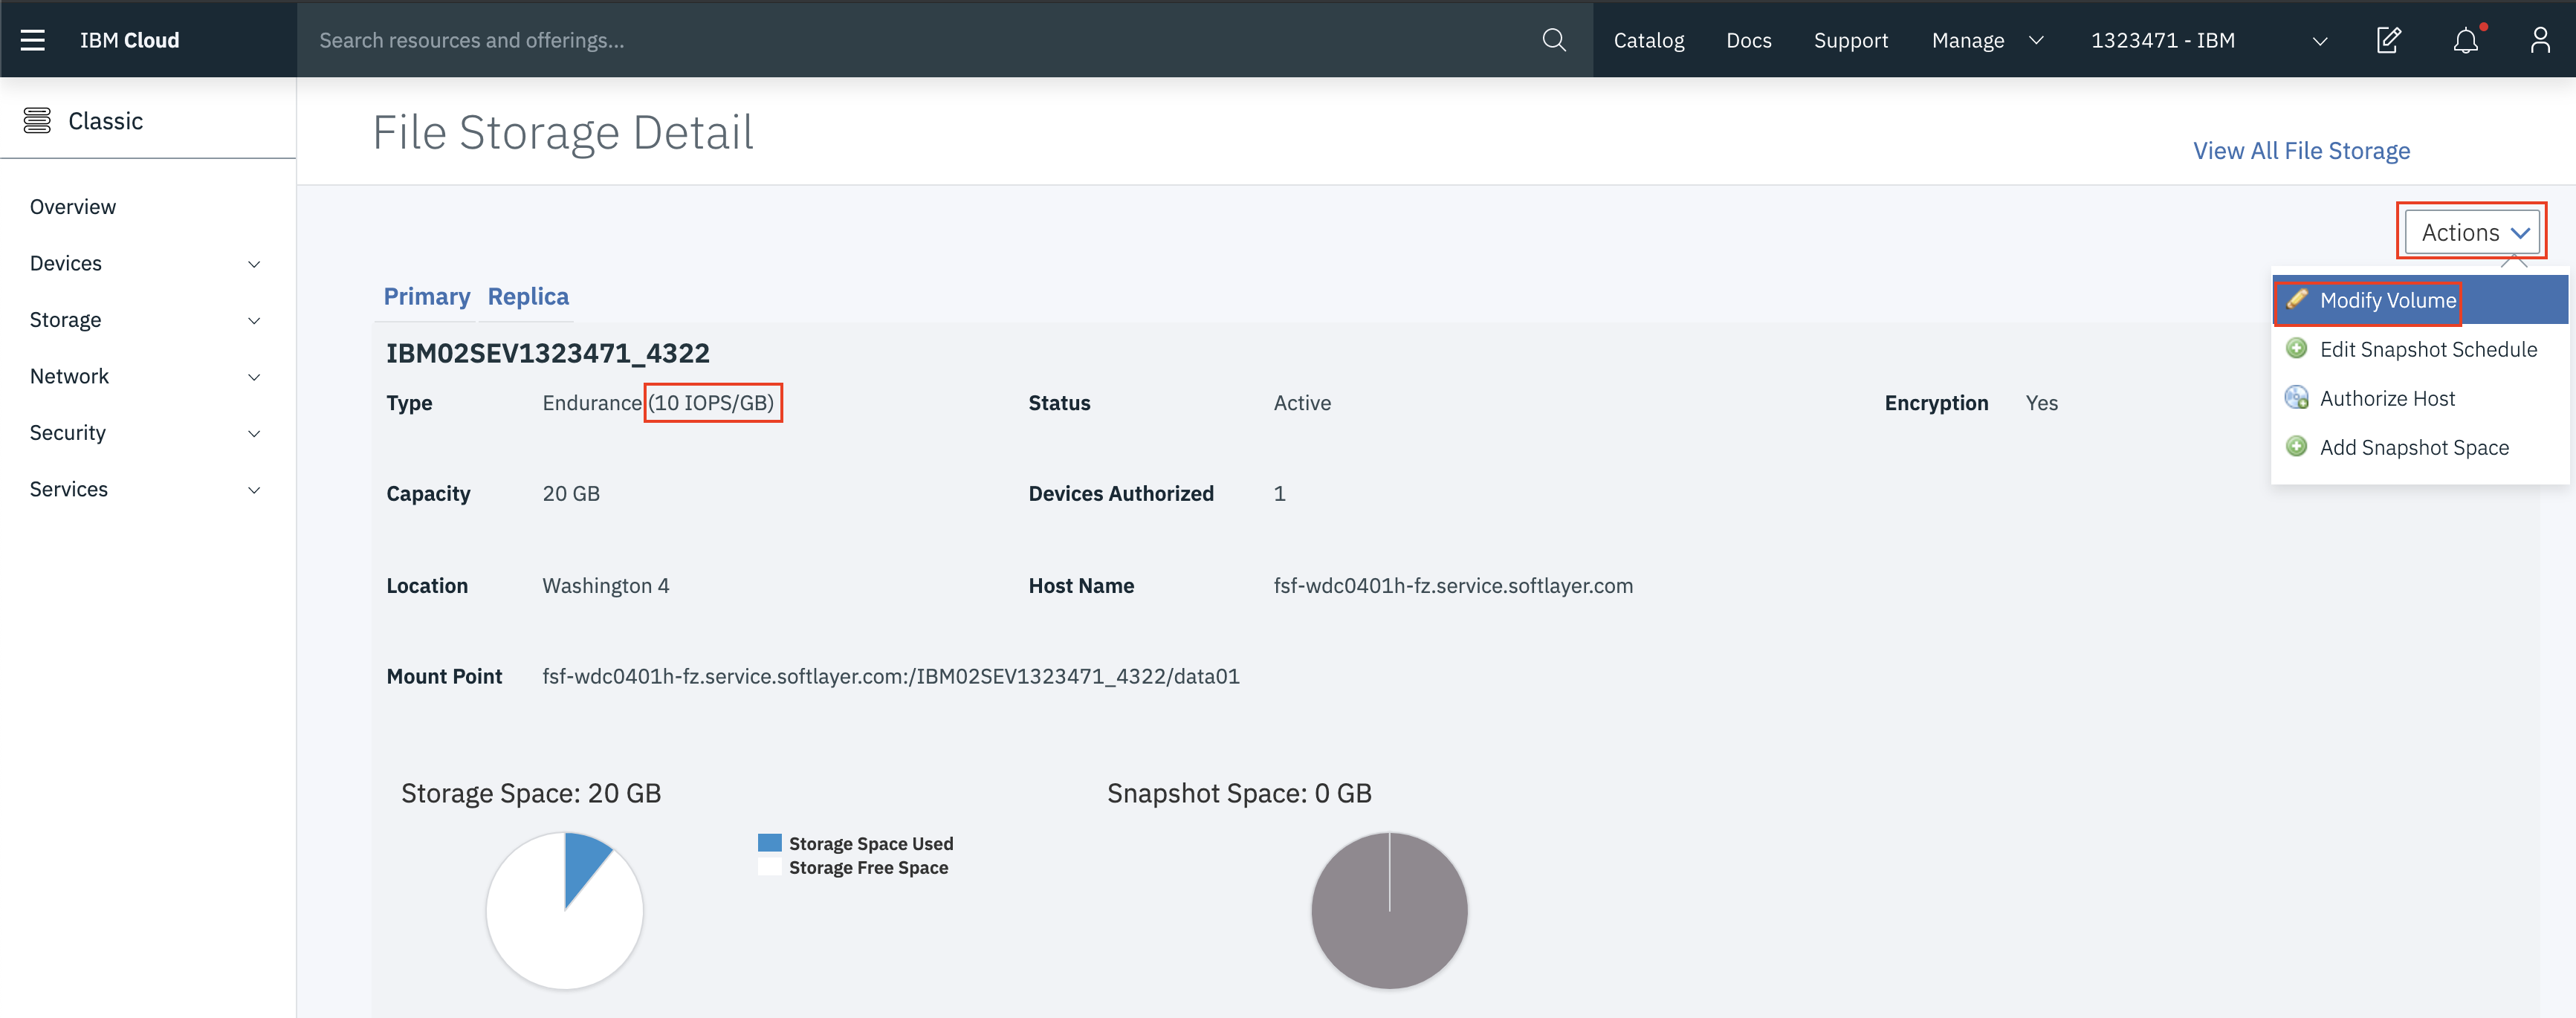 IBM Cloud
Search resources and offerings...
Catalog
Docs
Support
Manage
1323471 - IBM
Classic
File Storage Detail
View All File Storage
Overview
Devices
Storage
Network
Security
Services
Actions
Modify Volume
Edit Snapshot Schedule
Authorize Host
Add Snapshot Space
Primary Replica
IBM02SEV1323471_4322
Type Endurance (10 IOPS/GB) Status Active Encryption Yes
Capacity 20 GB Devices Authorized 1
Location Washington 4 Host Name fsf-wdc0401h-fz.service.softlayer.com
Mount Point fsf-wdc0401h-fz.service.softlayer.com:/IBM02SEV1323471_4322/data01
Storage Space: 20 GB
Storage Space Used
Storage Free Space
Snapshot Space: 0 GB